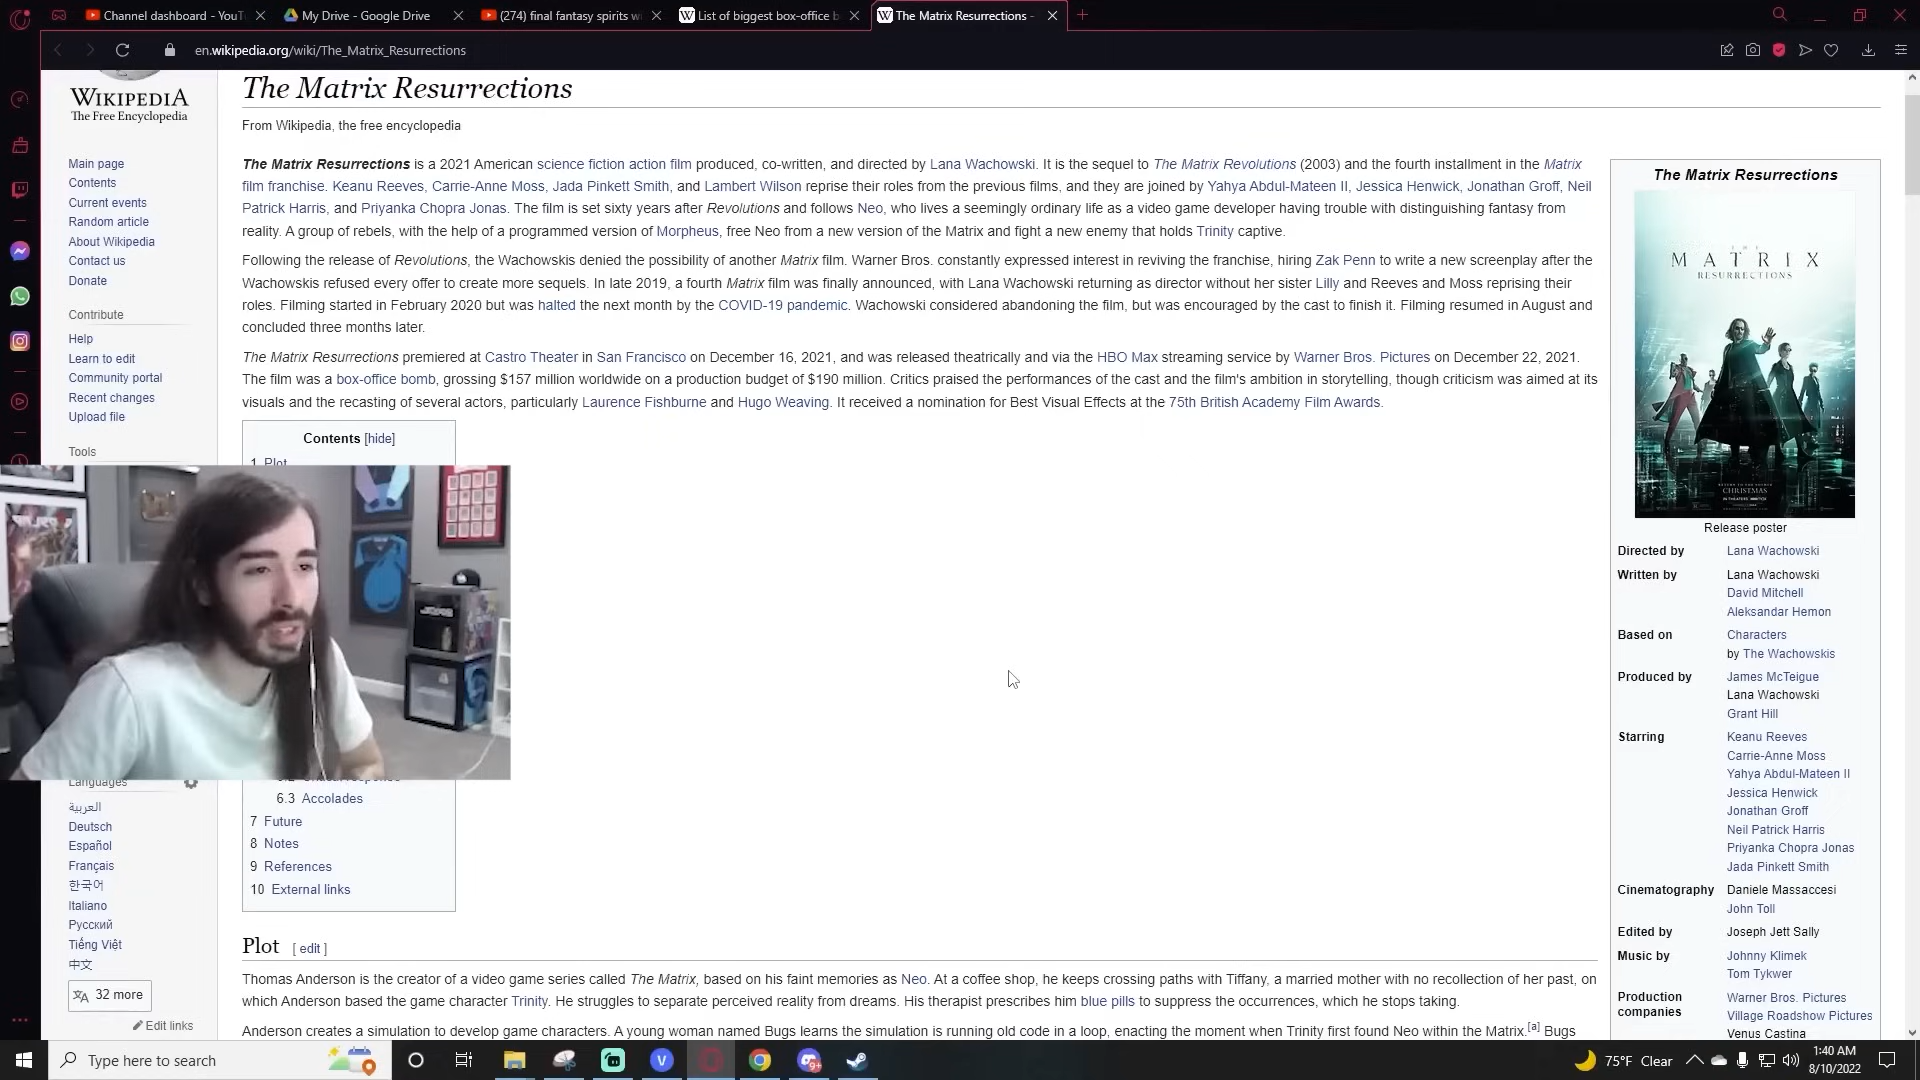 Channel dashboard - YouT
My Drive - Google Drive
(274) final fantasy spirits wi
List of biggest box-office b
The Matrix Resurrections -
en.wikipedia.org/wiki/The_Matrix_Resurrections
WIKIPEDIA
The Free Encyclopedia
Main page
Contents
Current events
Random article
About Wikipedia
Contact us
Donate
Contribute
Help
Learn to edit
Community portal
Recent changes
Upload file
Tools
Languages
العربية
Deutsch
Español
Français
한국어
Italiano
Русский
Tiếng Việt
中文
32 more
Edit links
The Matrix Resurrections
From Wikipedia, the free encyclopedia
The Matrix Resurrections is a 2021 American science fiction action film produced, co-written, and directed by Lana Wachowski. It is the sequel to The Matrix Revolutions (2003) and the fourth installment in the Matrix
film franchise. Keanu Reeves, Carrie-Anne Moss, Jada Pinkett Smith, and Lambert Wilson reprise their roles from the previous films, and they are joined by Yahya Abdul-Mateen II, Jessica Henwick, Jonathan Groff, Neil
Patrick Harris, and Priyanka Chopra Jonas. The film is set sixty years after Revolutions and follows Neo, who lives a seemingly ordinary life as a video game developer having trouble with distinguishing fantasy from
reality. A group of rebels, with the help of a programmed version of Morpheus, free Neo from a new version of the Matrix and fight a new enemy that holds Trinity captive.
Following the release of Revolutions, the Wachowskis denied the possibility of another Matrix film. Warner Bros. constantly expressed interest in reviving the franchise, hiring Zak Penn to write a new screenplay after the
Wachowskis refused every offer to create more sequels. In late 2019, a fourth Matrix film was finally announced, with Lana Wachowski returning as director without her sister Lilly and Reeves and Moss reprising their
roles. Filming started in February 2020 but was halted the next month by the COVID-19 pandemic. Wachowski considered abandoning the film, but was encouraged by the cast to finish it. Filming resumed in August and
concluded three months later.
The Matrix Resurrections premiered at Castro Theater in San Francisco on December 16, 2021, and was released theatrically and via the HBO Max streaming service by Warner Bros. Pictures on December 22, 2021.
The film was a box-office bomb, grossing $157 million worldwide on a production budget of $190 million. Critics praised the performances of the cast and the film's ambition in storytelling, though criticism was aimed at its
visuals and the recasting of several actors, particularly Laurence Fishburne and Hugo Weaving. It received a nomination for Best Visual Effects at the 75th British Academy Film Awards.
Contents [hide]
1 Plot
6.3 Accolades
7 Future
8 Notes
9 References
10 External links
Plot [ edit ]
Thomas Anderson is the creator of a video game series called The Matrix, based on his faint memories as Neo. At a coffee shop, he keeps crossing paths with Tiffany, a married mother with no recollection of her past, on
which Anderson based the game character Trinity. He struggles to separate perceived reality from dreams. His therapist prescribes him blue pills to suppress the occurrences, which he stops taking.
Anderson creates a simulation to develop game characters. A young woman named Bugs learns the simulation is running old code in a loop, enacting the moment when Trinity first found Neo within the Matrix.[a] Bugs
The Matrix Resurrections
THE
MATRIX
RESURRECTIONS
CHRISTMAS
Release poster
Directed by Lana Wachowski
Written by Lana Wachowski
David Mitchell
Aleksandar Hemon
Based on Characters
by The Wachowskis
Produced by James McTeigue
Lana Wachowski
Grant Hill
Starring Keanu Reeves
Carrie-Anne Moss
Yahya Abdul-Mateen II
Jessica Henwick
Jonathan Groff
Neil Patrick Harris
Priyanka Chopra Jonas
Jada Pinkett Smith
Cinematography Daniele Massaccesi
John Toll
Edited by Joseph Jett Sally
Music by Johnny Klimek
Tom Tykwer
Production companies Warner Bros. Pictures
Village Roadshow Pictures
Venus Castina
Type here to search
V
9+
75°F Clear
1:40 AM
8/10/2022